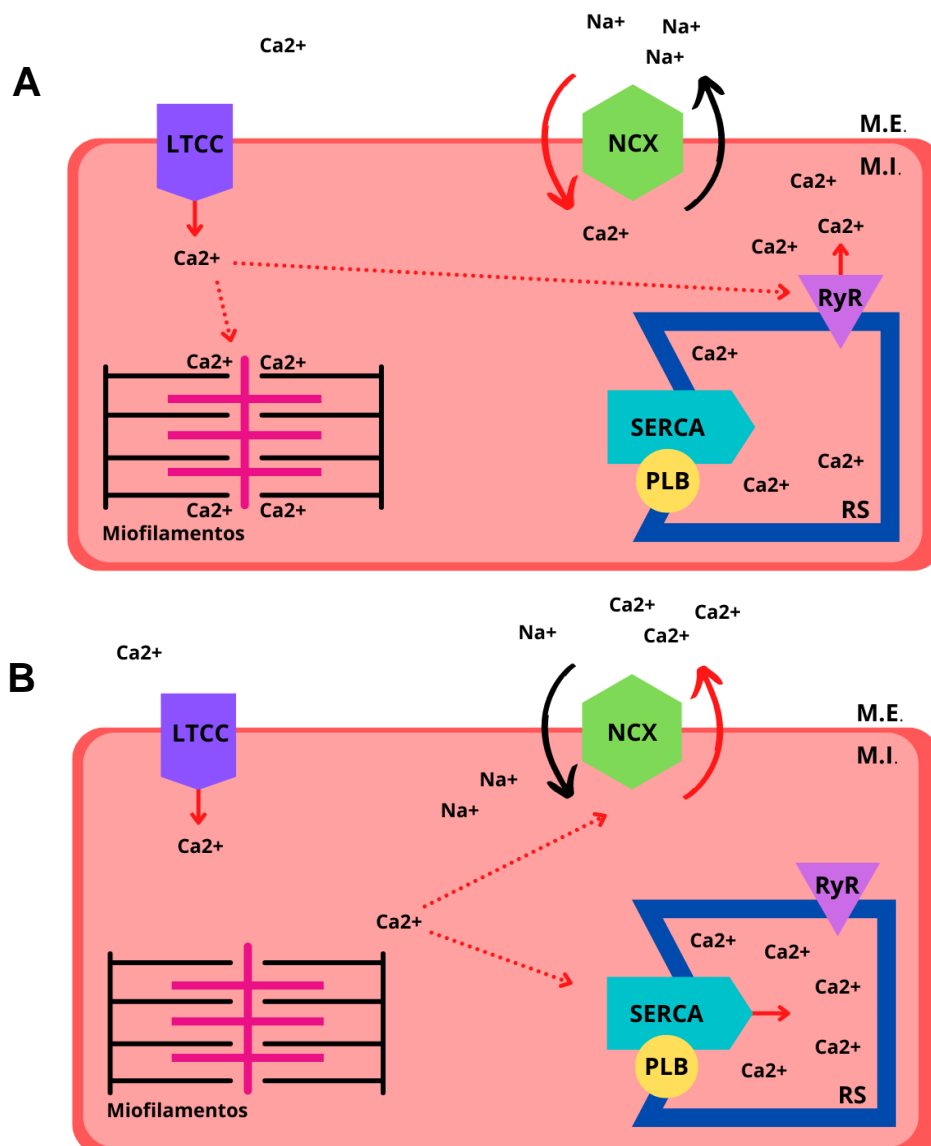 Na+
Na+
Ca2+
Na+
A
LTCC
NCX
M.E.
M.I.
Ca2+
Ca2+
Ca2+
Ca2+
Ca2+
RyR
Ca2+
Ca2+
Ca2+
SERCA
Ca2+
PLB
Ca2+
RS
Ca2+
Ca2+
Miofilamentos
Ca2+
Ca2+
Na+
Ca2+
Ca2+
B
LTCC
NCX
M.E.
M.I.
Na+
Na+
Ca2+
RyR
Ca2+
Ca2+
Ca2+
Ca2+
SERCA
Ca2+
PLB
Ca2+
RS
Miofilamentos